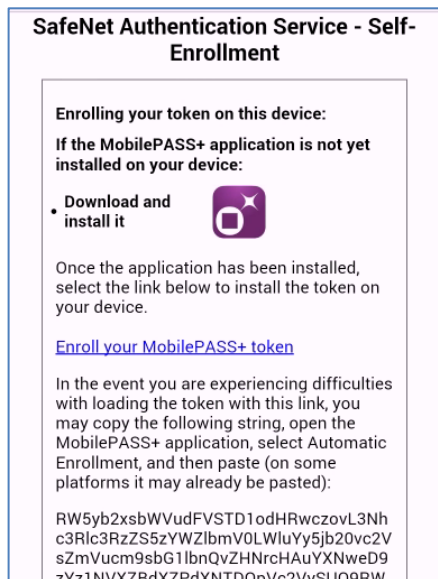 SafeNet Authentication Service - Self-
Enrollment
Enrolling your token on this device:
If the MobilePASS+ application is not yet
installed on your device:
• Download and
install it
Once the application has been installed,
select the link below to install the token on
your device.
Enroll your MobilePASS+ token
In the event you are experiencing difficulties
with loading the token with this link, you
may copy the following string, open the
MobilePASS+ application, select Automatic
Enrollment, and then paste (on some
platforms it may already be pasted):
RW5yb2xsbWVudFVSTD1odHRwczovL3Nh
c3Rlc3RzZS5zYWZlbmV0LWluYy5jb20vc2V
sZmVucm9sbG1lbnQvZHNrcHAuYXNweD9